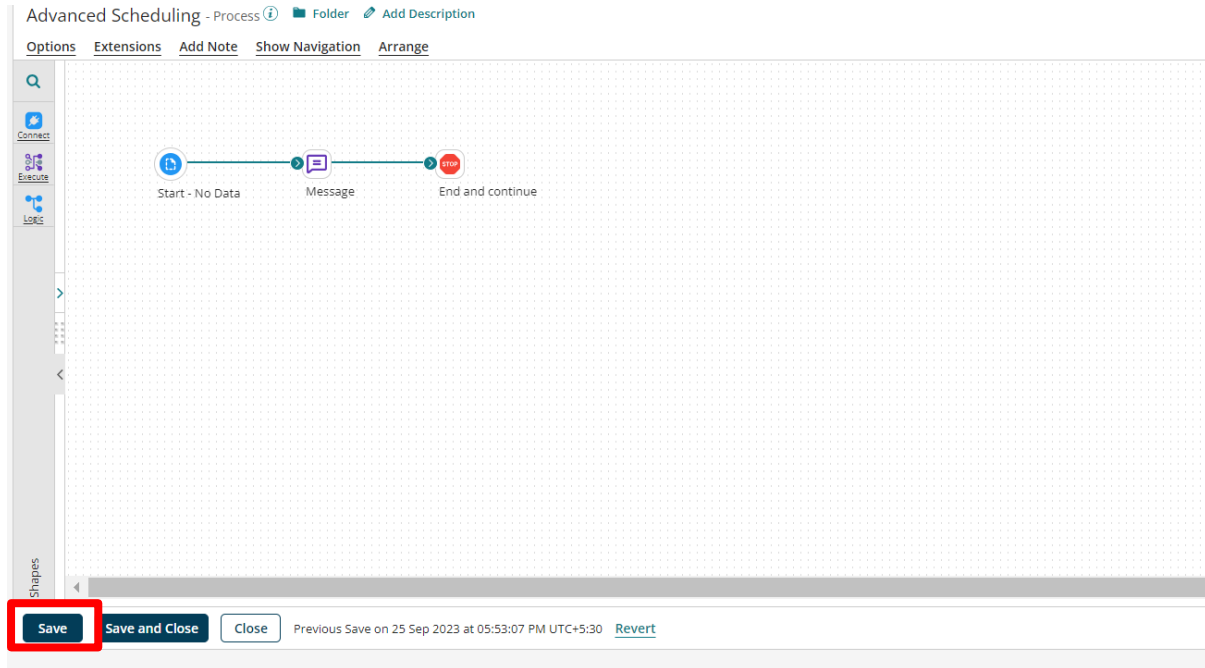 Advanced Scheduling - Process i Folder Add Description
Options Extensions Add Note Show Navigation Arrange
Connect
Execute
Logic
STOP
Start - No Data Message End and continue
Shapes
Save Save and Close Close Previous Save on 25 Sep 2023 at 05:53:07 PM UTC+5:30 Revert